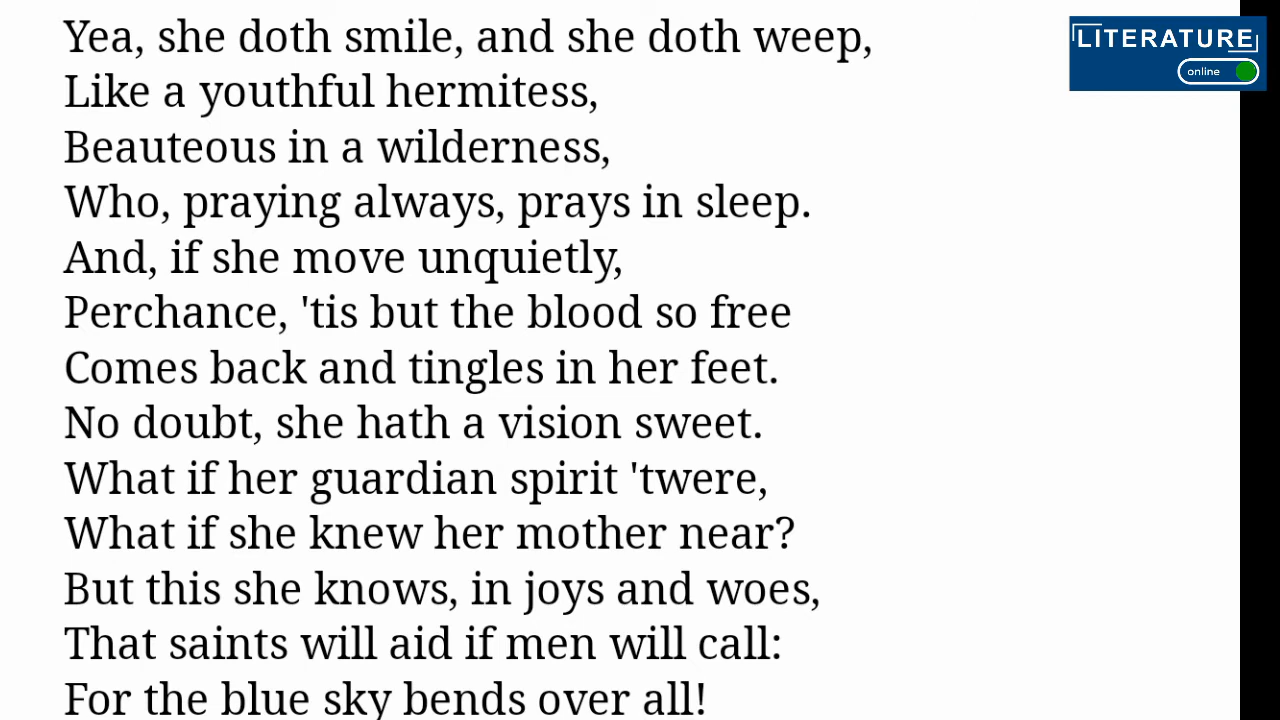 Yea, she doth smile, and she doth weep,
Like a youthful hermitess,
Beauteous in a wilderness,
Who, praying always, prays in sleep.
And, if she move unquietly,
Perchance, 'tis but the blood so free
Comes back and tingles in her feet.
No doubt, she hath a vision sweet.
What if her guardian spirit 'twere,
What if she knew her mother near?
But this she knows, in joys and woes,
That saints will aid if men will call:
For the blue sky bends over all!
LITERATURE
online